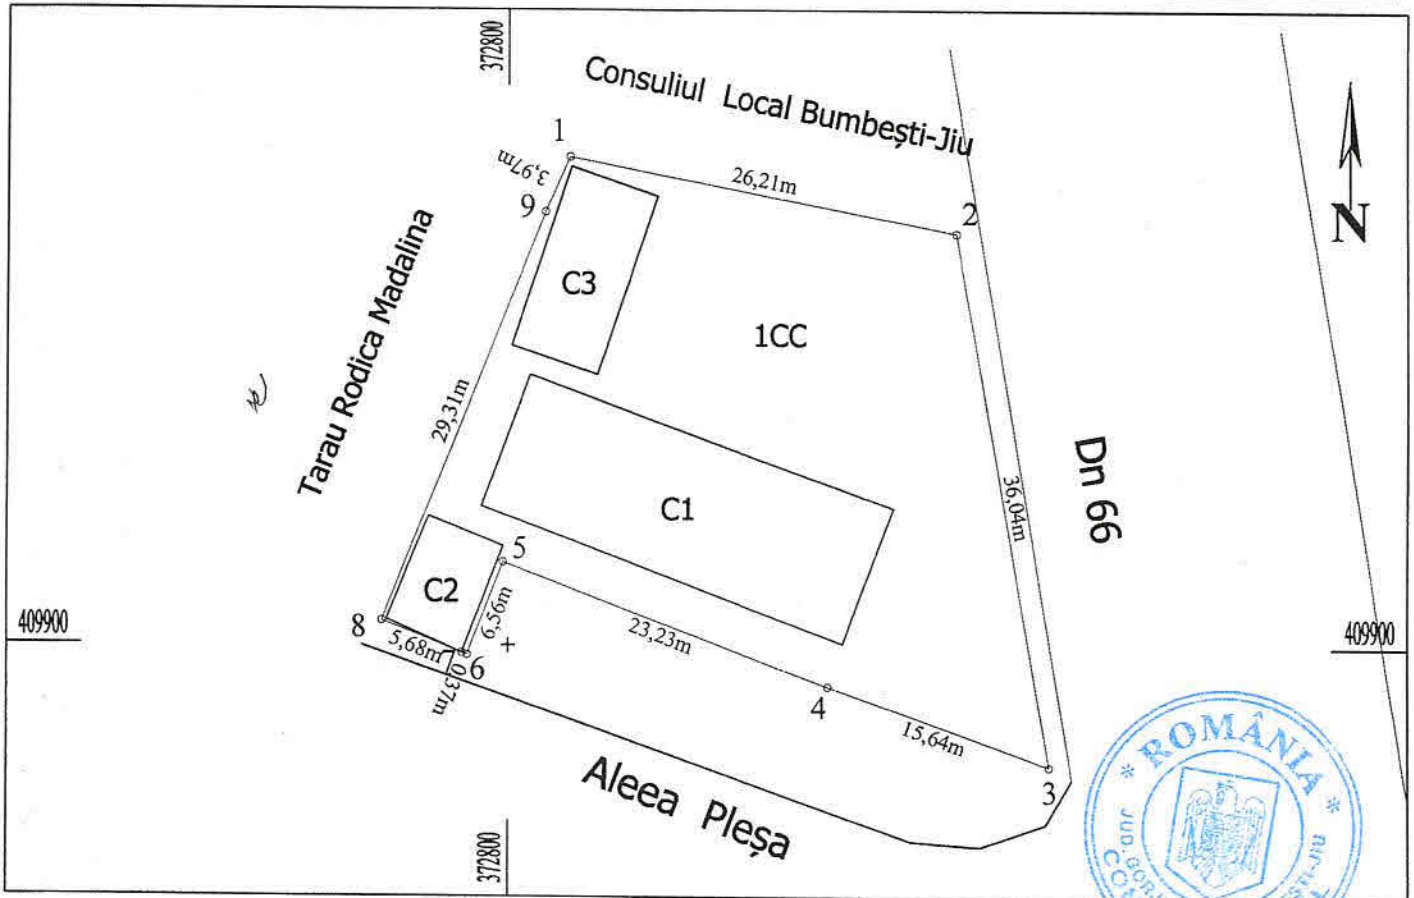 372800
Consuliul Local Bumbești-Jiu
1
3,97m
26,21m
2
9
N
C3
Tarau Rodica Madalina
1CC
29,31m
Dn 66
36,04m
C1
5
C2
6,56m
409900
8
5,68m
6
0,37m
23,23m
409900
4
15,64m
3
Aleea Pleșa
372800
* ROMÂNIA *
JUD. GORJ